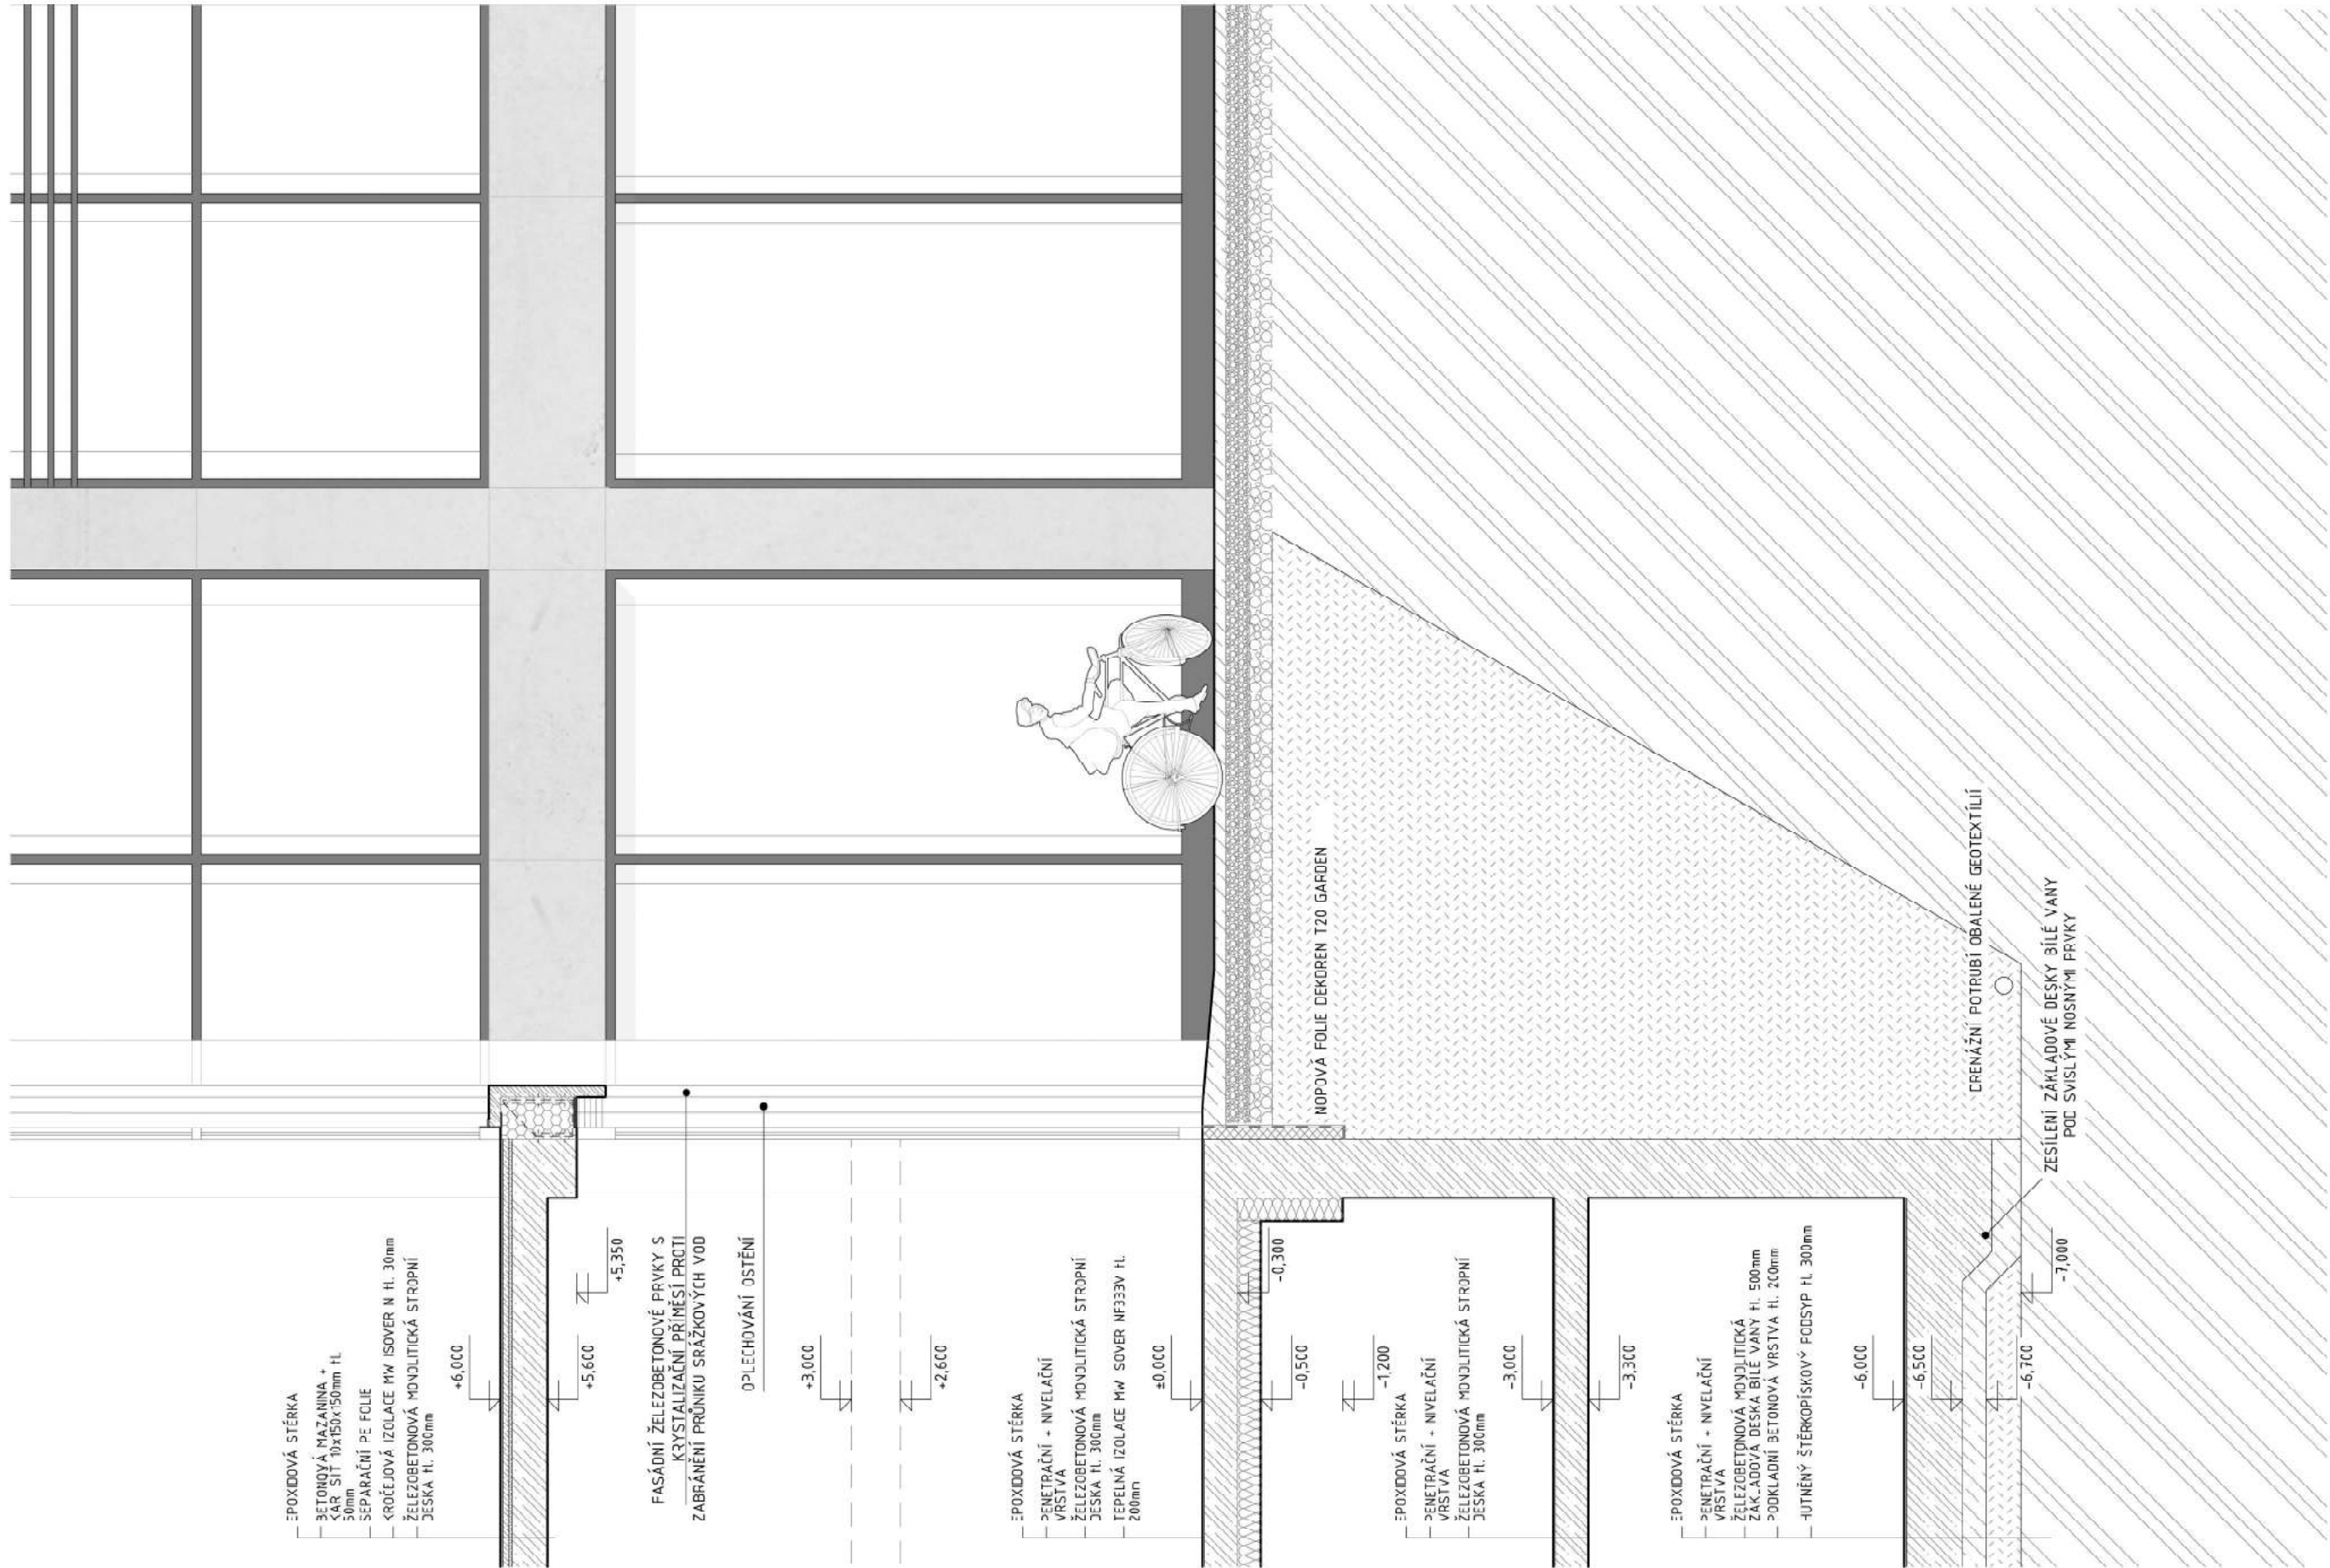 EPOXIDOVÁ STĚRKA
BETONOVÁ MAZANINA +
KAR SIŤ 10x150x150mm tl.
50mm
SEPARAČNÍ PE FOLIE
KROČEJOVÁ IZOLACE MW ISOVER N tl. 30mm
ŽELEZOBETONOVÁ MONOLITICKÁ STROPNÍ
DESKA tl. 300mm
+6,000
+5,600
+5,350
FASÁDNÍ ŽELEZOBETONOVÉ PRVKY S
KRYSTALIZAČNÍ PŘÍMĚSÍ PROTI
ZABRÁNĚNÍ PRŮNIKU SRÁŽKOVÝCH VOD
OPLECHOVÁNÍ OSTĚNÍ
+3,000
+2,600
EPOXIDOVÁ STĚRKA
PENETRAČNÍ + NIVELAČNÍ
VRSTVA
ŽELEZOBETONOVÁ MONOLITICKÁ STROPNÍ
DESKA tl. 300mm
TEPELNÁ IZOLACE MW SOVER NF333V tl.
200mm
±0,000
-0,300
-0,500
NOPOVÁ FOLIE DEKDREN T20 GARDEN
-1,200
EPOXIDOVÁ STĚRKA
PENETRAČNÍ + NIVELAČNÍ
VRSTVA
ŽELEZOBETONOVÁ MONOLITICKÁ STROPNÍ
DESKA tl. 300mm
-3,000
-3,300
EPOXIDOVÁ STĚRKA
PENETRAČNÍ + NIVELAČNÍ
VRSTVA
ŽELEZOBETONOVÁ MONOLITICKÁ
ZÁKLADOVÁ DESKA BÍLÉ VANY tl. 500mm
PODKLADNÍ BETONOVÁ VRSTVA tl. 200mm
HUTNĚNÝ ŠTĚRKOPÍSKOVÝ PODSYP tl. 300mm
-6,000
-6,500
DRENÁŽNÍ POTRUBÍ OBALENÉ GEOTEXTÍLIÍ
-6,700
-7,000
ZESÍLENÍ ZÁKLADOVÉ DESKY BÍLÉ VANY
POD SVISLÝMI NOSNÝMI PRVKY